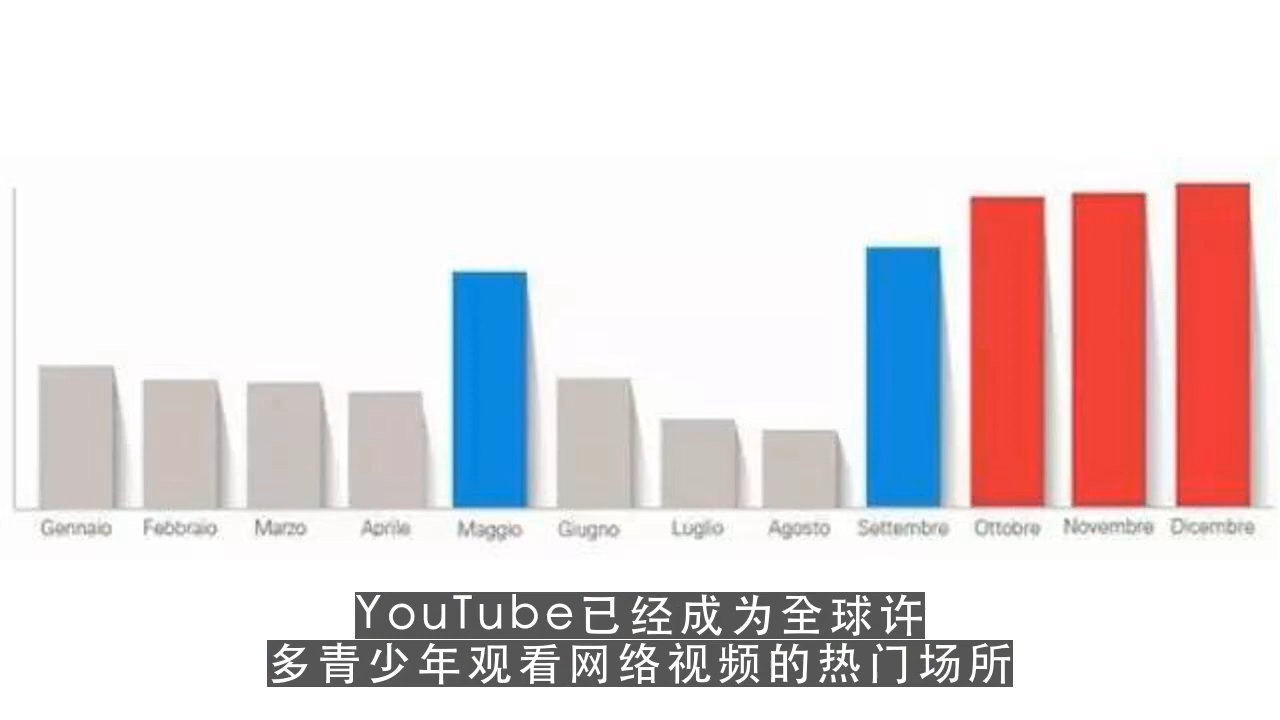 Gennaio Febbraio Marzo Aprile Maggio Giugno Luglio Agosto Settembre Ottobre Novembre Dicembre
YouTube已经成为全球许
多青少年观看网络视频的热门场所